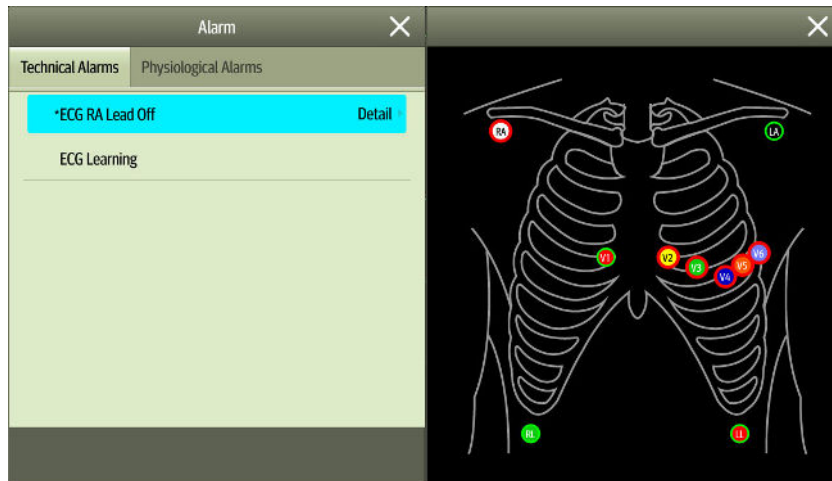 Alarm
Technical Alarms Physiological Alarms
*ECG RA Lead Off Detail
ECG Learning
RA LA
V1 V2 V3 V4 V5 V6
RL LL